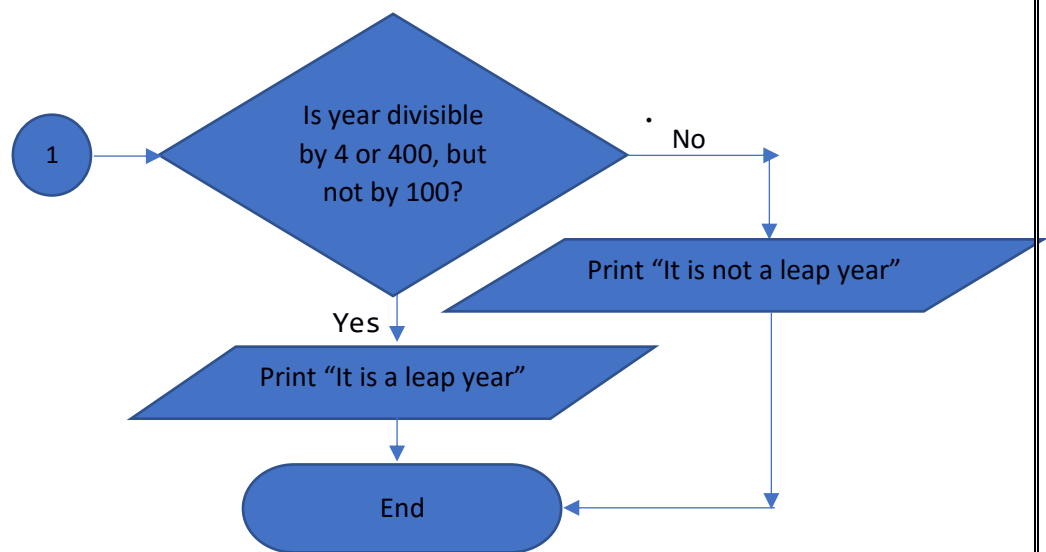 1
Is year divisible
by 4 or 400, but
not by 100?
.
No
Print “It is not a leap year”
Yes
Print “It is a leap year”
End